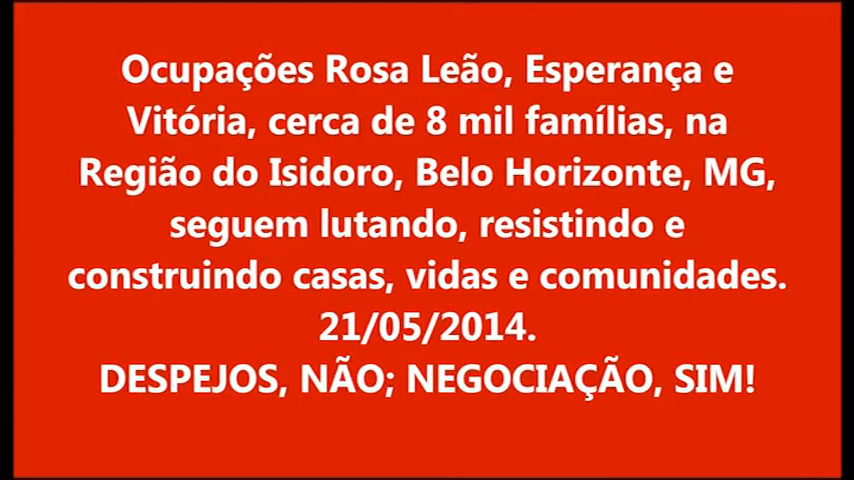 Ocupações Rosa Leão, Esperança e
Vitória, cerca de 8 mil famílias, na
Região do Isidoro, Belo Horizonte, MG,
seguem lutando, resistindo e
construindo casas, vidas e comunidades.
21/05/2014.
DESPEJOS, NÃO; NEGOCIAÇÃO, SIM!